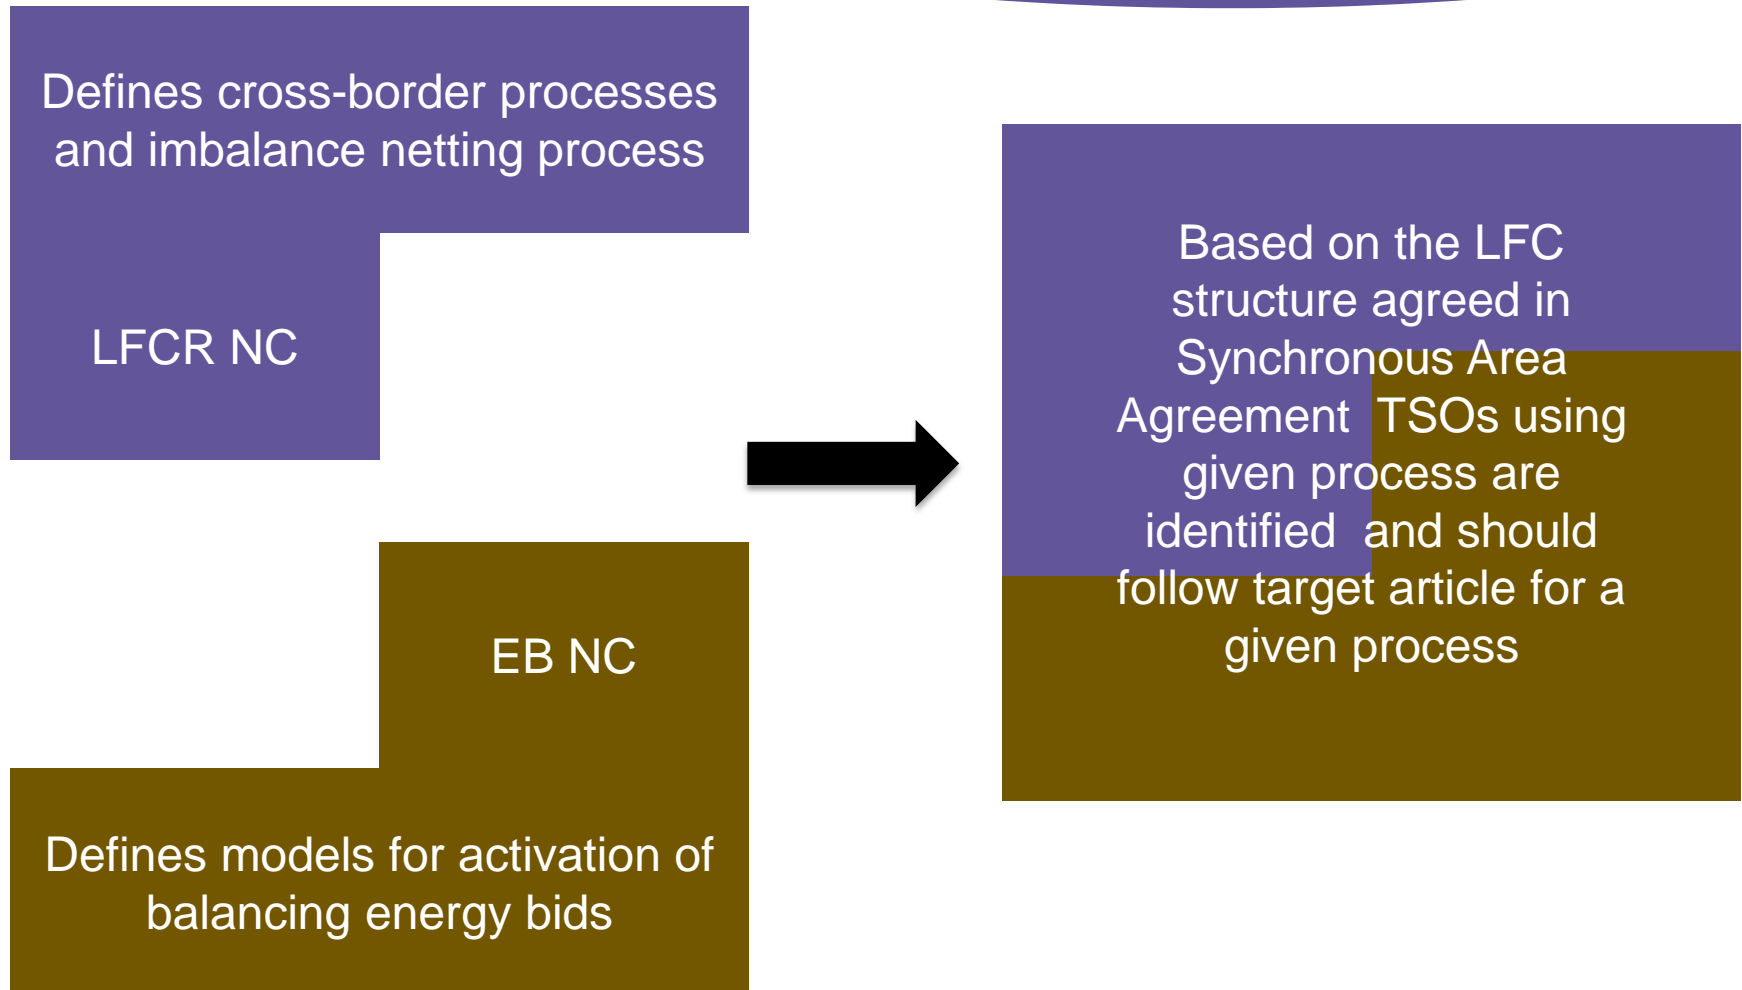 Defines cross-border processes
and imbalance netting process
LFCR NC
EB NC
Defines models for activation of
balancing energy bids
Based on the LFC
structure agreed in
Synchronous Area
Agreement  TSOs using
given process are
identified  and should
follow target article for a
given process